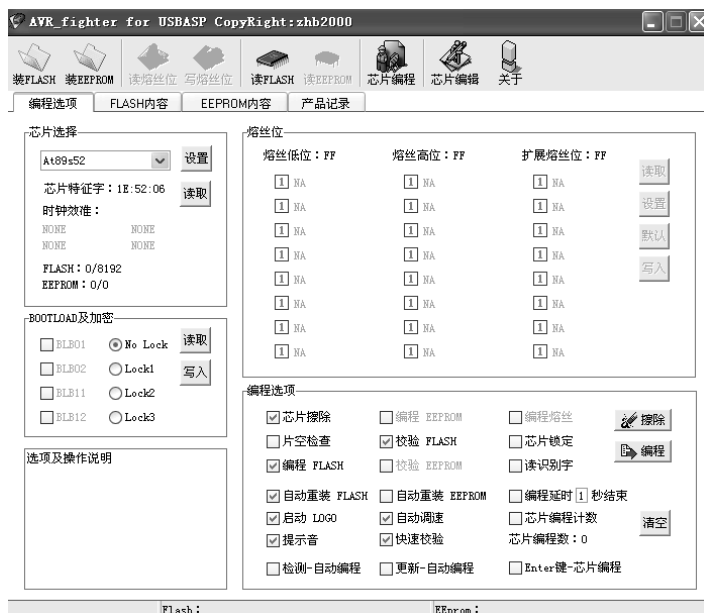 AVR_fighter for USBASP CopyRight:zhb2000
装FLASH 装EEPROM 读熔丝位 写熔丝位 读FLASH 读EEPROM 芯片编程 芯片编辑 关于
编程选项 FLASH内容 EEPROM内容 产品记录
芯片选择
At89s52 设置
芯片特征字：1E:52:06 读取
时钟效准：
NONE NONE
NONE NONE
FLASH：0/8192
EEPROM：0/0
BOOTLOAD及加密
BLB01 No Lock 读取
BLB02 Lock1 写入
BLB11 Lock2
BLB12 Lock3
选项及操作说明
熔丝位
熔丝低位：FF 熔丝高位：FF 扩展熔丝位：FF
1 NA 1 NA 1 NA 读取
1 NA 1 NA 1 NA 设置
1 NA 1 NA 1 NA 默认
1 NA 1 NA 1 NA 写入
1 NA 1 NA 1 NA
1 NA 1 NA 1 NA
1 NA 1 NA 1 NA
1 NA 1 NA 1 NA
编程选项
芯片擦除 编程 EEPROM 编程熔丝 擦除
片空检查 校验 FLASH 芯片锁定 编程
编程 FLASH 校验 EEPROM 读识别字
自动重装 FLASH 自动重装 EEPROM 编程延时 1 秒结束
启动 LOGO 自动调速 芯片编程计数 清空
提示音 快速校验 芯片编程数：0
检测-自动编程 更新-自动编程 Enter键-芯片编程
Flash： EEprom：